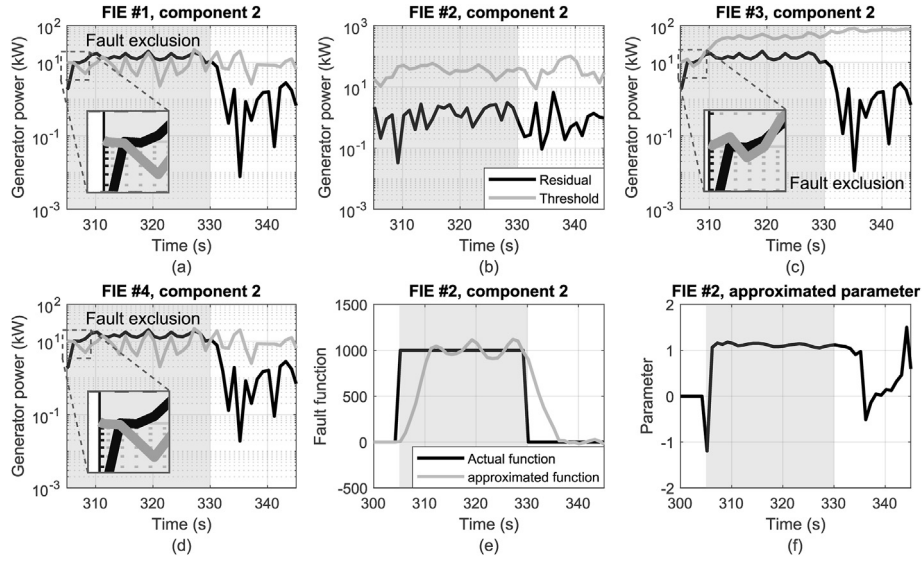 FIE #1, component 2
Generator power (kW)
10^2
10^1
10^-1
10^-3
Fault exclusion
310 320 330 340
Time (s)
(a)
FIE #2, component 2
Generator power (kW)
10^3
10^1
10^-1
10^-3
Residual
Threshold
310 320 330 340
Time (s)
(b)
FIE #3, component 2
Generator power (kW)
10^2
10^1
10^-1
10^-3
Fault exclusion
310 320 330 340
Time (s)
(c)
FIE #4, component 2
Generator power (kW)
10^2
10^1
10^-1
10^-3
Fault exclusion
310 320 330 340
Time (s)
(d)
FIE #2, component 2
Fault function
1500
1000
500
0
-500
Actual function
approximated function
300 310 320 330 340
Time (s)
(e)
FIE #2, approximated parameter
Parameter
2
1
0
-1
-2
300 310 320 330 340
Time (s)
(f)